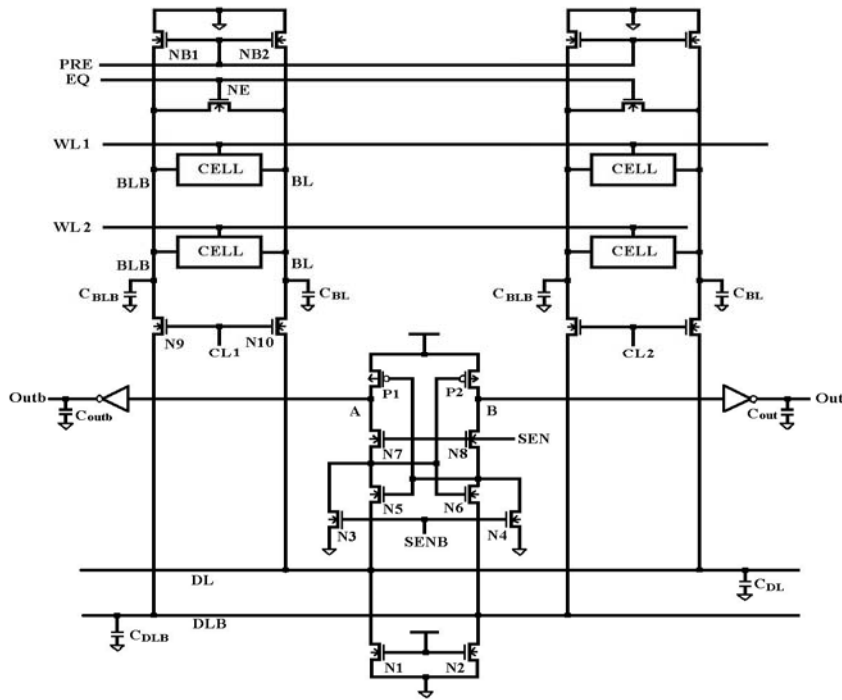 NB1 NB2
PRE
EQ
NE
WL1
CELL CELL
BLB BL
WL2
CELL CELL
BLB BL
CBLB CBL CBLB CBL
N9 N10
CL1 CL2
P1 P2
Outb A B Out
Coutb Cout
N7 N8 SEN
N5 N6
N3 SENB N4
DL CDL
DLB
CDLB
N1 N2